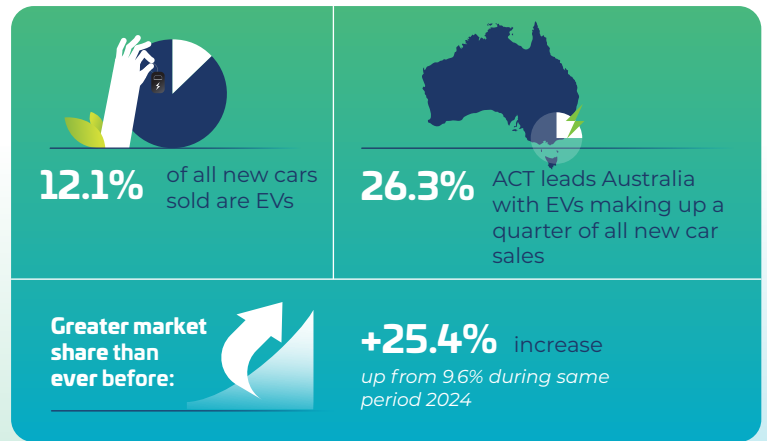 12.1%
of all new cars
sold are EVs
26.3%
ACT leads Australia
with EVs making up a
quarter of all new car
sales
Greater market
share than
ever before:
+25.4% increase
up from 9.6% during same
period 2024